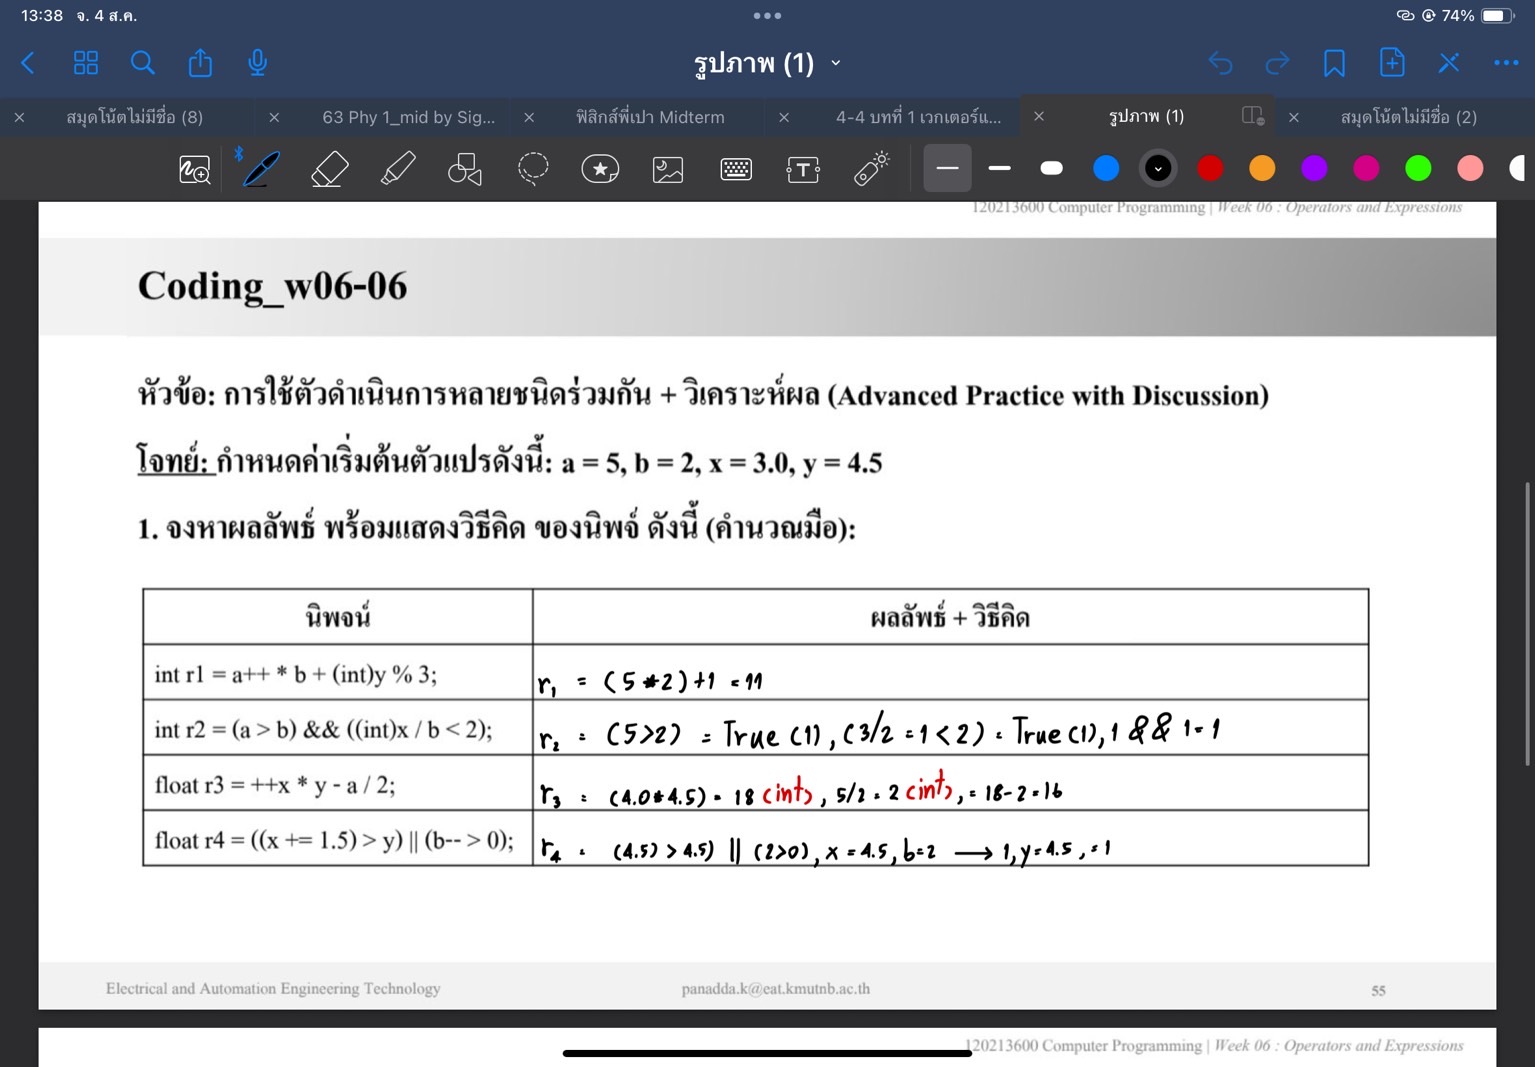 13:38 จ. 4 ส.ค.
74%
รูปภาพ (1)
สมุดโน้ตไม่มีชื่อ (8)
63 Phy 1_mid by Sig...
ฟิสิกส์พี่เปา Midterm
4-4 บทที่ 1 เวกเตอร์แ...
รูปภาพ (1)
สมุดโน้ตไม่มีชื่อ (2)
120213600 Computer Programming | Week 06 : Operators and Expressions
Coding_w06-06
หัวข้อ: การใช้ตัวดำเนินการหลายชนิดร่วมกัน + วิเคราะห์ผล (Advanced Practice with Discussion)
โจทย์: กำหนดค่าเริ่มต้นตัวแปรดังนี้: a = 5, b = 2, x = 3.0, y = 4.5
1. จงหาผลลัพธ์ พร้อมแสดงวิธีคิด ของนิพจ์ ดังนี้ (คำนวณมือ):
นิพจน์ ผลลัพธ์ + วิธีคิด
int r1 = a++ * b + (int)y % 3; r₁ = (5*2)+1 = 11
int r2 = (a > b) && ((int)x / b < 2); r₂ = (5>2) = True (1), (3/2 = 1 < 2) = True (1), 1 && 1 = 1
float r3 = ++x * y - a / 2; r₃ = (4.0*4.5) = 18 (int), 5/2 = 2 (int), = 18-2 = 16
float r4 = ((x += 1.5) > y) || (b-- > 0); r₄ = (4.5) > 4.5) || (2>0), x = 4.5, b=2 → 1, y = 4.5, = 1
Electrical and Automation Engineering Technology
panadda.k@eat.kmutnb.ac.th
55
120213600 Computer Programming | Week 06 : Operators and Expressions